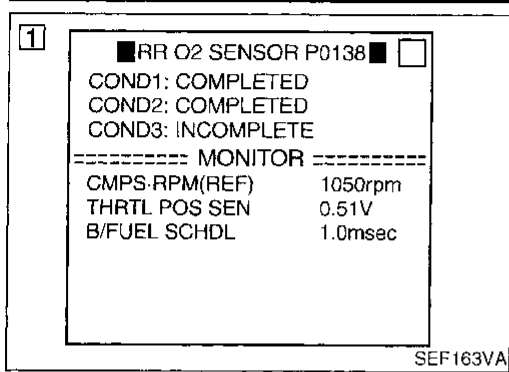 1
RR O2 SENSOR P0138
COND1: COMPLETED
COND2: COMPLETED
COND3: INCOMPLETE
========== MONITOR ==========
CMPS·RPM(REF) 1050rpm
THRTL POS SEN 0.51V
B/FUEL SCHDL 1.0msec
SEF163VA